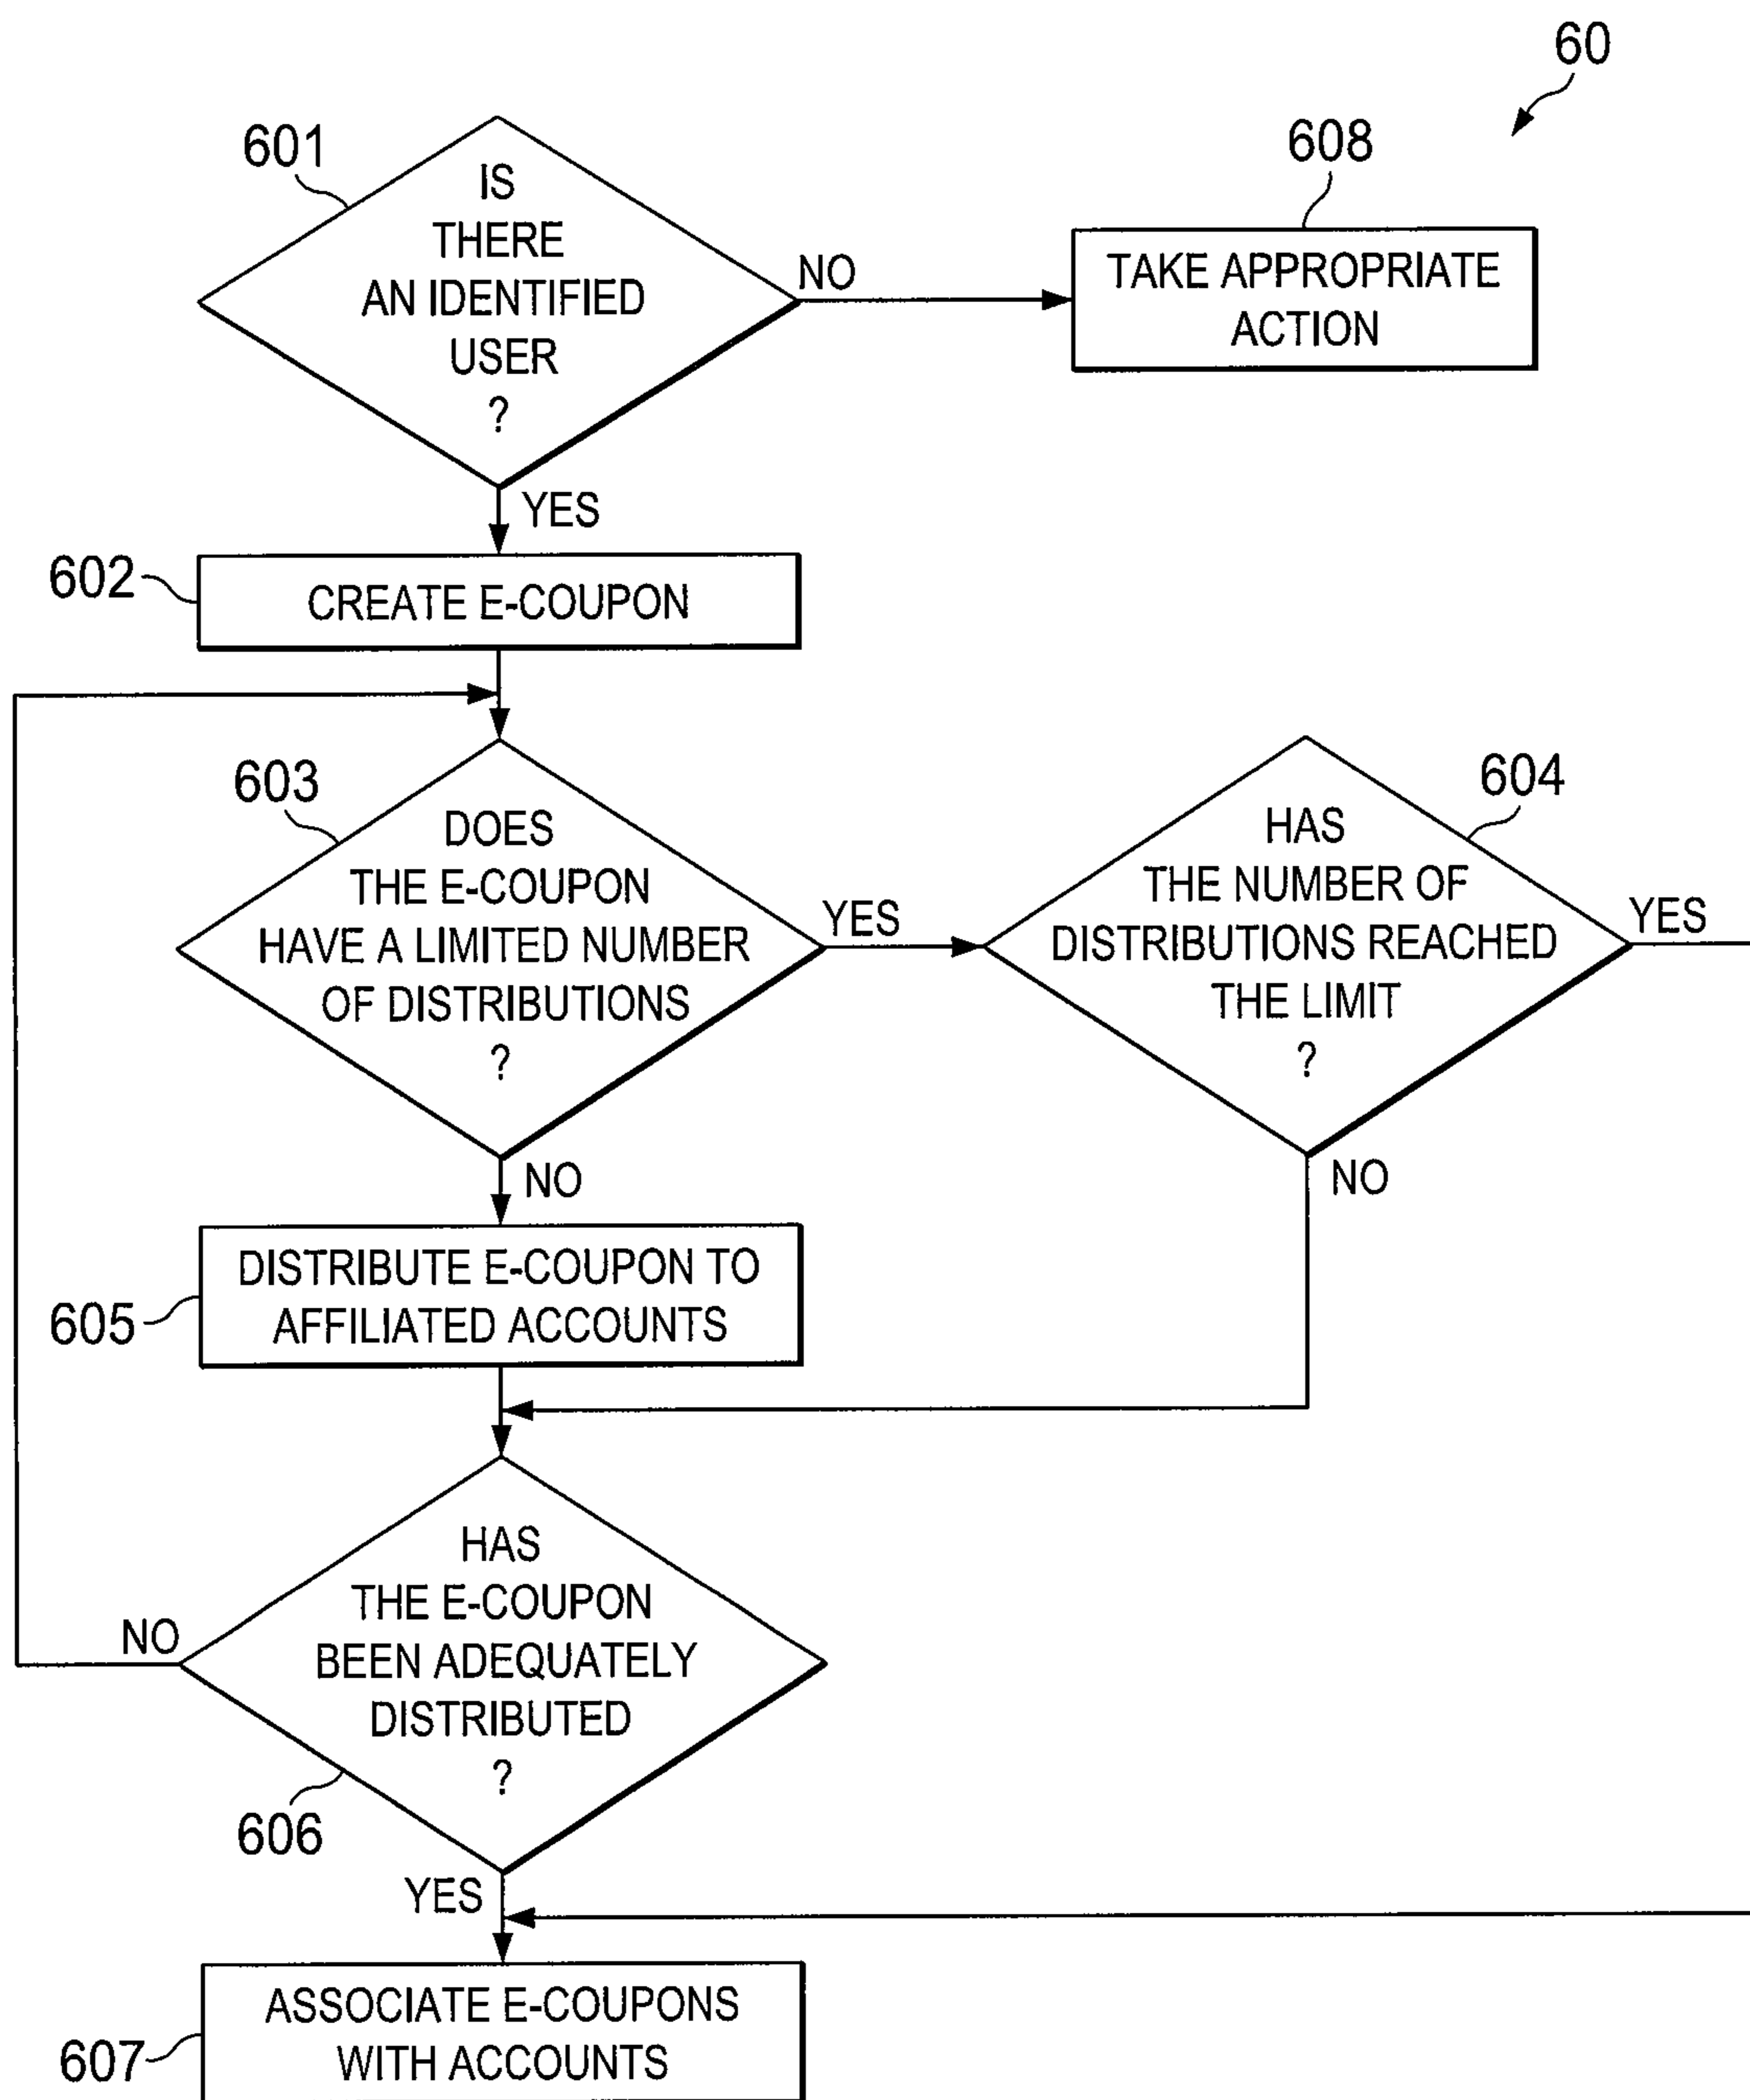 60
601
IS
THERE
AN IDENTIFIED
USER
?
NO
608
TAKE APPROPRIATE
ACTION
YES
602
CREATE E-COUPON
603
DOES
THE E-COUPON
HAVE A LIMITED NUMBER
OF DISTRIBUTIONS
?
YES
604
HAS
THE NUMBER OF
DISTRIBUTIONS REACHED
THE LIMIT
?
YES
NO
NO
605
DISTRIBUTE E-COUPON TO
AFFILIATED ACCOUNTS
HAS
THE E-COUPON
BEEN ADEQUATELY
DISTRIBUTED
?
NO
606
YES
607
ASSOCIATE E-COUPONS
WITH ACCOUNTS